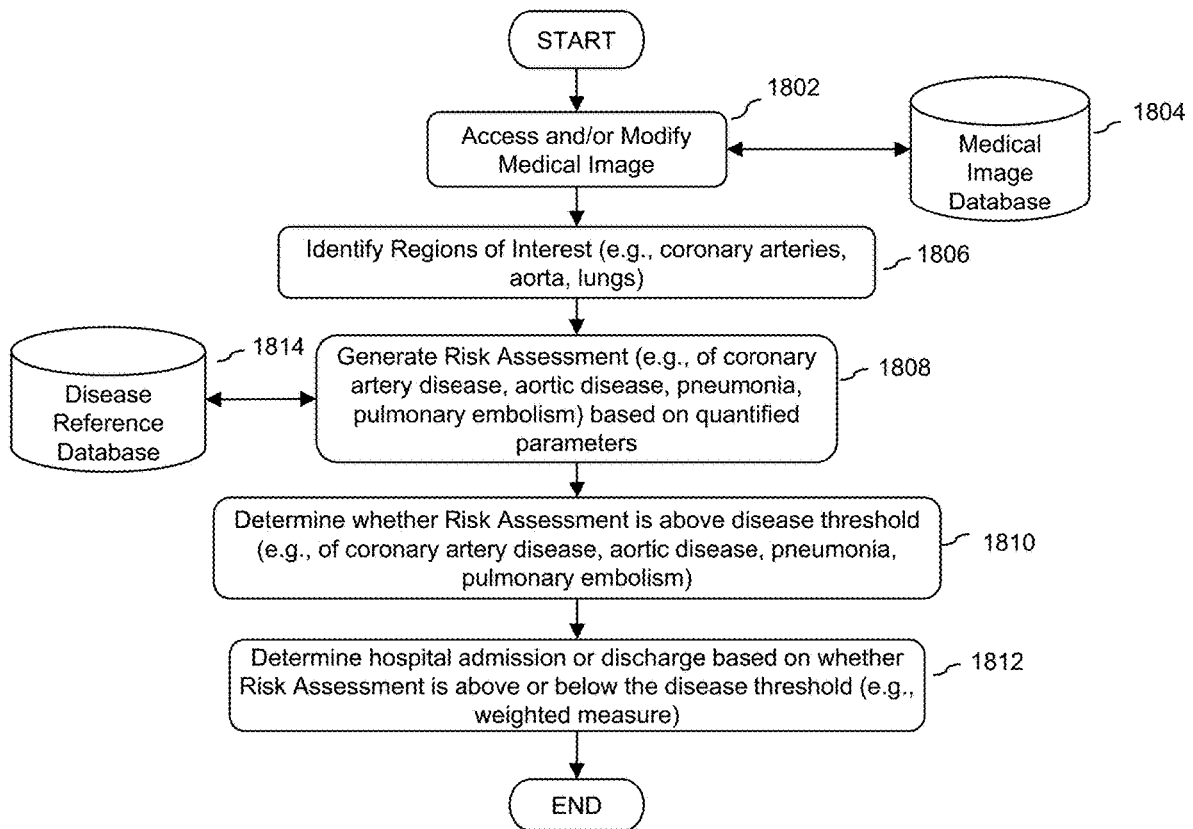 START
1802
Access and/or Modify
Medical Image
1804
Medical
Image
Database
Identify Regions of Interest (e.g., coronary arteries,
aorta, lungs)
1806
1814
Disease
Reference
Database
Generate Risk Assessment (e.g., of coronary
artery disease, aortic disease, pneumonia,
pulmonary embolism) based on quantified
parameters
1808
Determine whether Risk Assessment is above disease threshold
(e.g., of coronary artery disease, aortic disease, pneumonia,
pulmonary embolism)
1810
Determine hospital admission or discharge based on whether
Risk Assessment is above or below the disease threshold (e.g.,
weighted measure)
1812
END